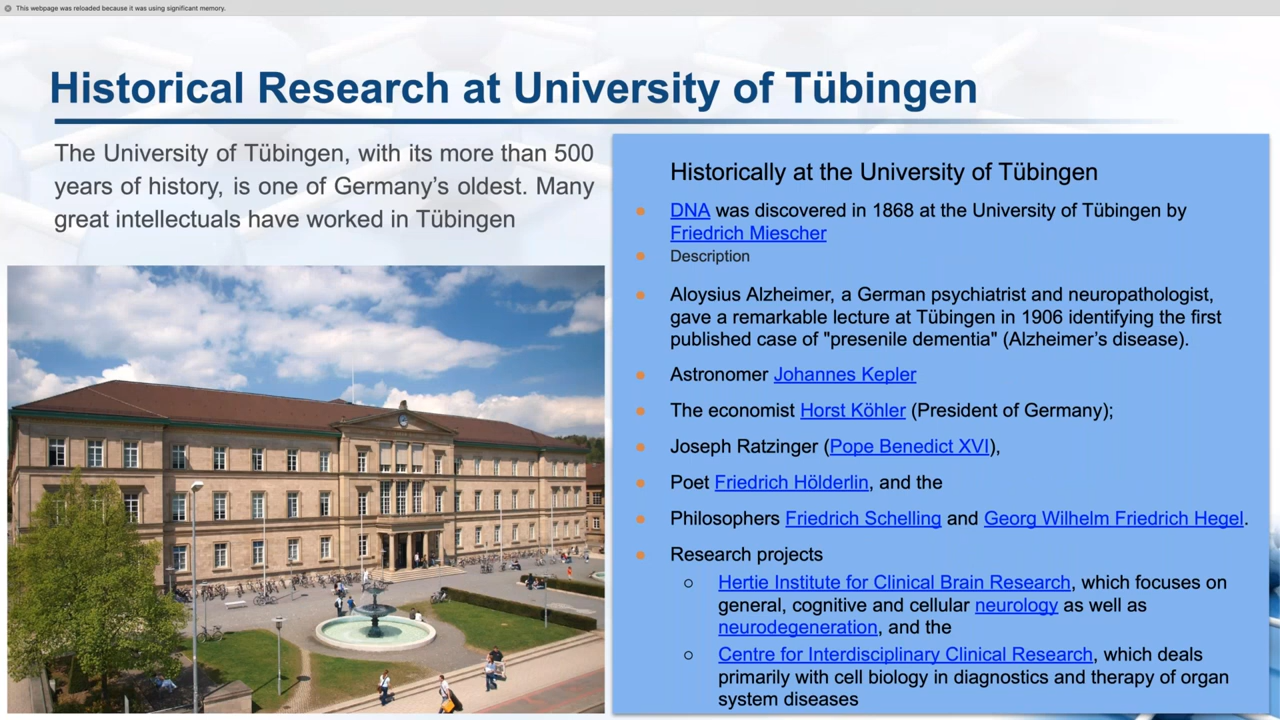 This webpage was reloaded because it was using significant memory.
Historical Research at University of Tübingen
The University of Tübingen, with its more than 500
years of history, is one of Germany’s oldest. Many
great intellectuals have worked in Tübingen
Historically at the University of Tübingen
DNA was discovered in 1868 at the University of Tübingen by
Friedrich Miescher
Description
Aloysius Alzheimer, a German psychiatrist and neuropathologist,
gave a remarkable lecture at Tübingen in 1906 identifying the first
published case of "presenile dementia" (Alzheimer’s disease).
Astronomer Johannes Kepler
The economist Horst Köhler (President of Germany);
Joseph Ratzinger (Pope Benedict XVI),
Poet Friedrich Hölderlin, and the
Philosophers Friedrich Schelling and Georg Wilhelm Friedrich Hegel.
Research projects
Hertie Institute for Clinical Brain Research, which focuses on
general, cognitive and cellular neurology as well as
neurodegeneration, and the
Centre for Interdisciplinary Clinical Research, which deals
primarily with cell biology in diagnostics and therapy of organ
system diseases